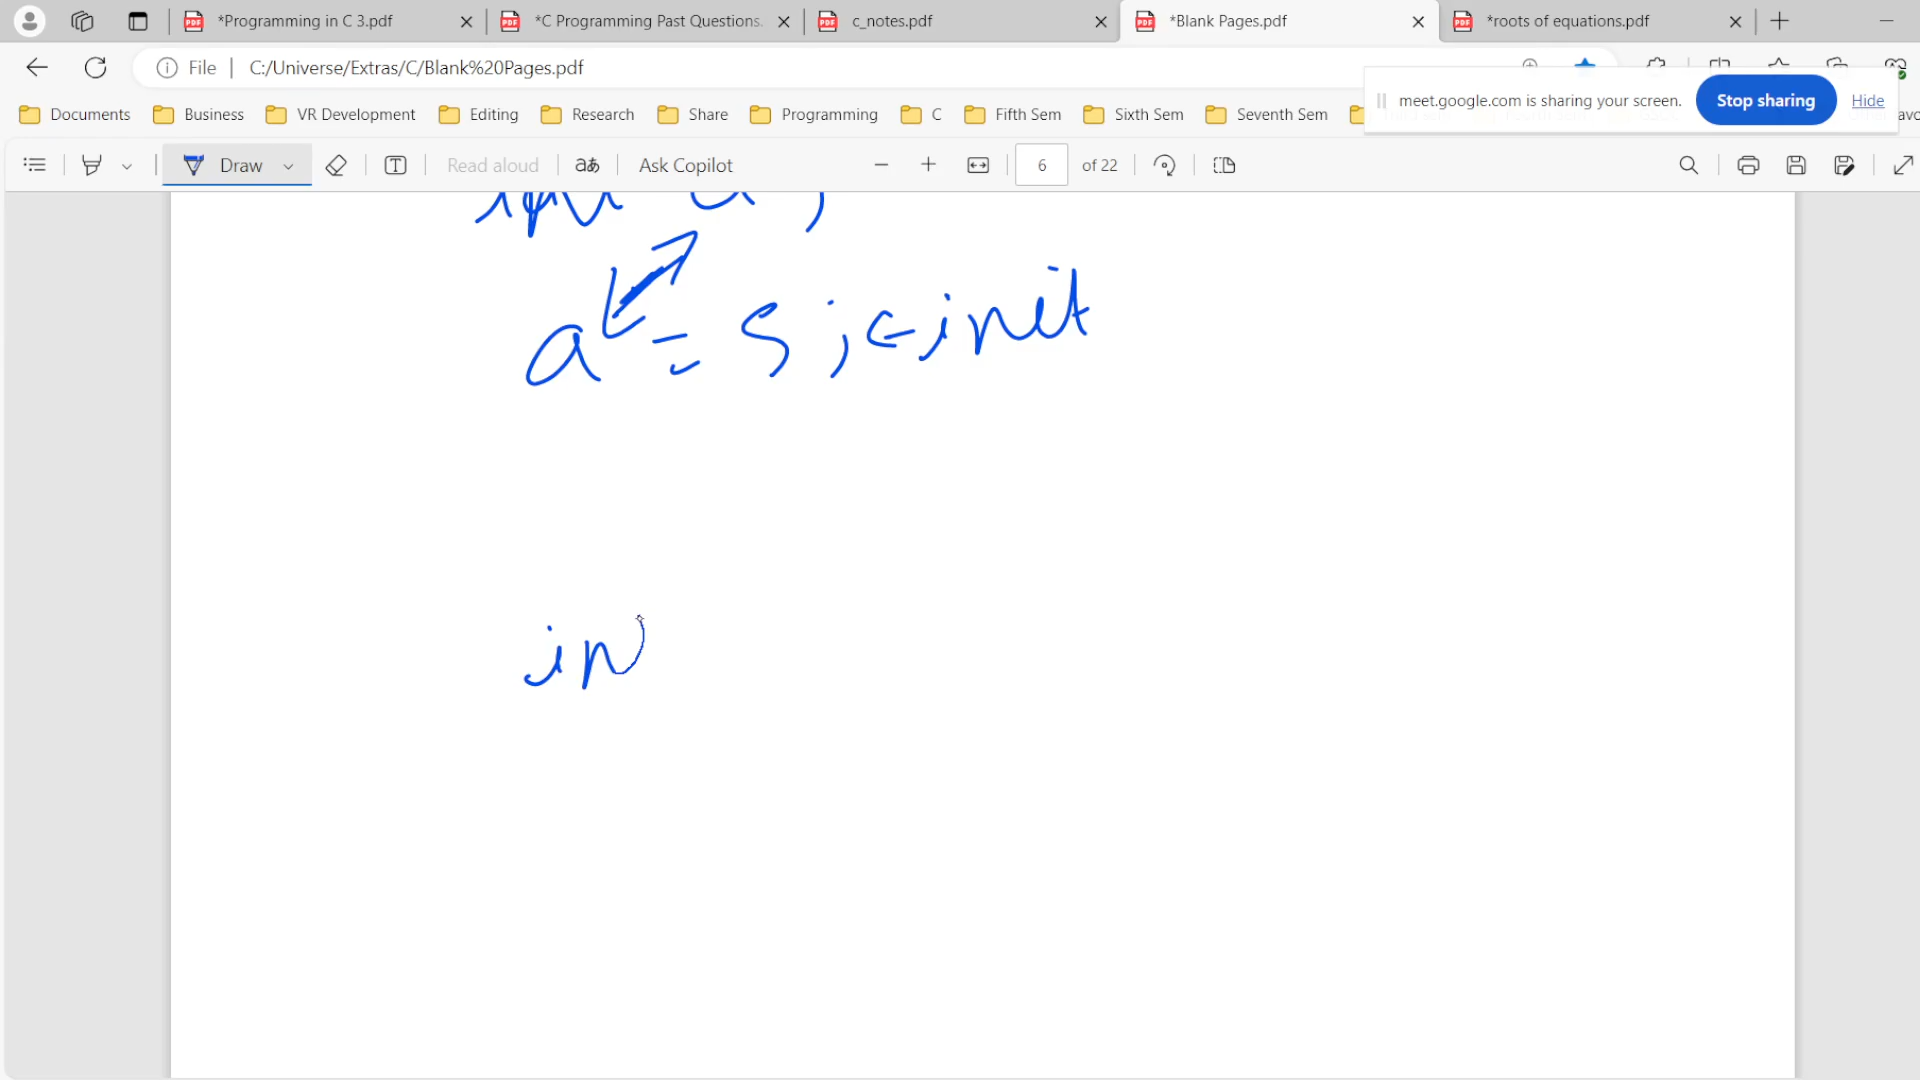 *Programming in C 3.pdf
*C Programming Past Questions.
c_notes.pdf
*Blank Pages.pdf
*roots of equations.pdf
File | C:/Universe/Extras/C/Blank%20Pages.pdf
meet.google.com is sharing your screen. Stop sharing Hide
Documents Business VR Development Editing Research Share Programming C Fifth Sem Sixth Sem Seventh Sem
Draw Read aloud aあ Ask Copilot 6 of 22
a = 5 ; ← init
in